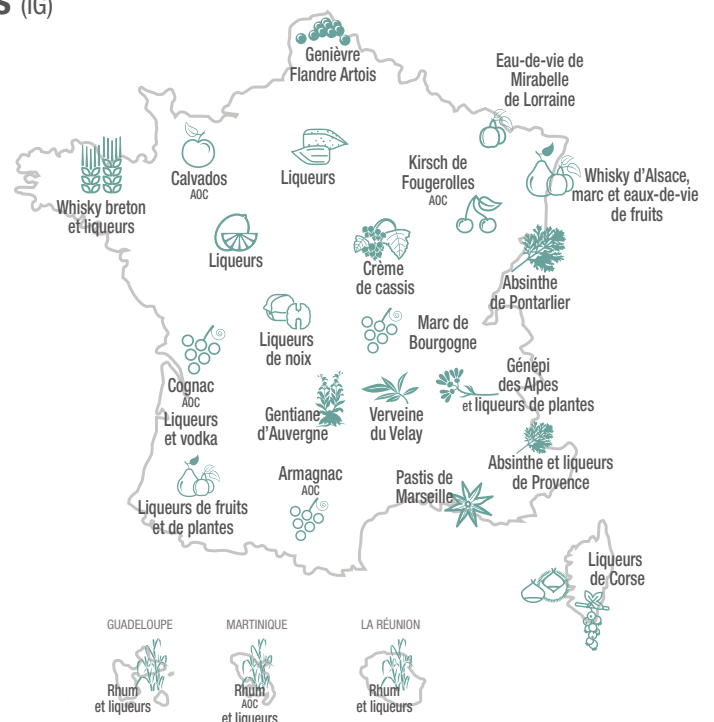 (IG)
Genièvre
Flandre Artois
Eau-de-vie de
Mirabelle
de Lorraine
Calvados
AOC
Liqueurs
Kirsch de
Fougerolles
AOC
Whisky d'Alsace,
marc et eaux-de-vie
de fruits
Whisky breton
et liqueurs
Liqueurs
Crème
de cassis
Absinthe
de Pontarlier
Liqueurs
de noix
Marc de
Bourgogne
Cognac
AOC
Liqueurs
et vodka
Gentiane
d'Auvergne
Verveine
du Velay
Génépi
des Alpes
et liqueurs de plantes
Absinthe et liqueurs
de Provence
Armagnac
AOC
Pastis de
Marseille
Liqueurs de fruits
et de plantes
Liqueurs
de Corse
GUADELOUPE
Rhum
et liqueurs
MARTINIQUE
Rhum
AOC
et liqueurs
LA RÉUNION
Rhum
et liqueurs